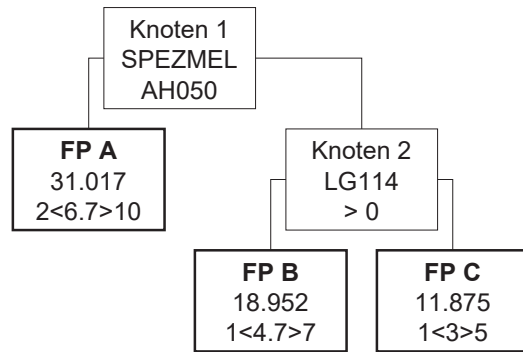 Knoten 1
SPEZMEL
AH050
FP A
31.017
2<6.7>10
Knoten 2
LG114
> 0
FP B
18.952
1<4.7>7
FP C
11.875
1<3>5